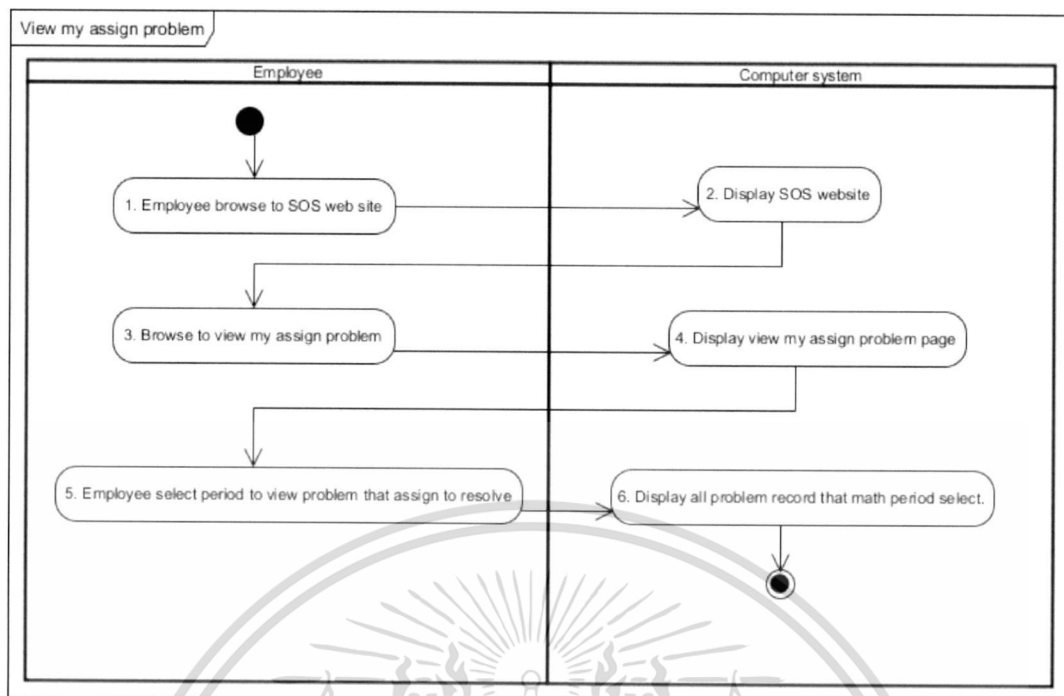 View my assign problem
Employee
Computer system
1. Employee browse to SOS web site
2. Display SOS website
3. Browse to view my assign problem
4. Display view my assign problem page
5. Employee select period to view problem that assign to resolve
6. Display all problem record that math period select.